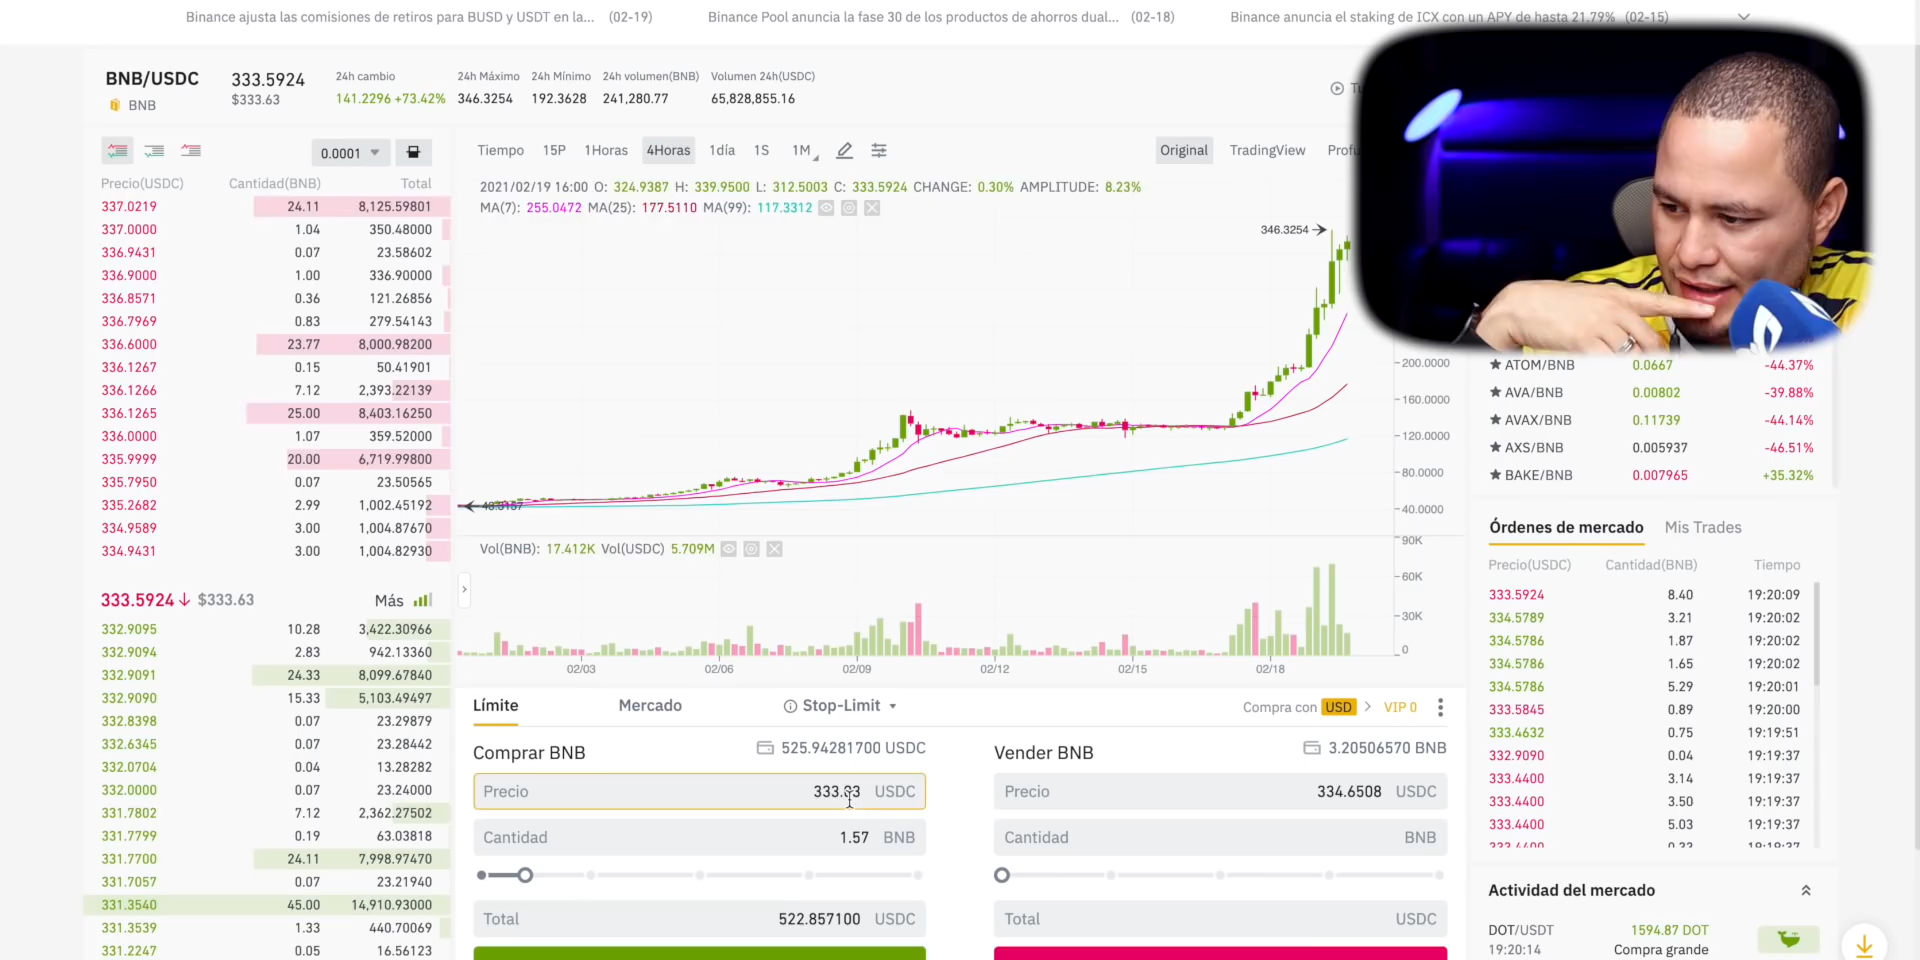 Binance ajusta las comisiones de retiros para BUSD y USDT en la... (02-19) Binance Pool anuncia la fase 30 de los productos de ahorros dual... (02-18) Binance anuncia el staking de ICX con un APY de hasta 21.79% (02-15)
BNB/USDC 333.5924 24h cambio 24h Máximo 24h Mínimo 24h volumen(BNB) Volumen 24h(USDC)
BNB $333.63 141.2296 +73.42% 346.3254 192.3628 241,280.77 65,828,855.16
0.0001
Precio(USDC) Cantidad(BNB) Total
337.0219 24.11 8,125.59801
337.0000 1.04 350.48000
336.9431 0.07 23.58602
336.9000 1.00 336.90000
336.8571 0.36 121.26856
336.7969 0.83 279.54143
336.6000 23.77 8,000.98200
336.1267 0.15 50.41901
336.1266 7.12 2,393.22139
336.1265 25.00 8,403.16250
336.0000 1.07 359.52000
335.9999 20.00 6,719.99800
335.7950 0.07 23.50565
335.2682 2.99 1,002.45192
334.9589 3.00 1,004.87670
334.9431 3.00 1,004.82930
333.5924↓ $333.63 Más
332.9095 10.28 3,422.30966
332.9094 2.83 942.13360
332.9091 24.33 8,099.67840
332.9090 15.33 5,103.49497
332.8398 0.07 23.29879
332.6345 0.07 23.28442
332.0704 0.04 13.28282
332.0000 0.07 23.24000
331.7802 7.12 2,362.27502
331.7799 0.19 63.03818
331.7700 24.11 7,998.97470
331.7057 0.07 23.21940
331.3540 45.00 14,910.93000
331.3539 1.33 440.70069
331.2247 0.05 16.56123
Tiempo 15P 1Horas 4Horas 1día 1S 1M Original TradingView
2021/02/19 16:00 O: 324.9387 H: 339.9500 L: 312.5003 C: 333.5924 CHANGE: 0.30% AMPLITUDE: 8.23%
MA(7): 255.0472 MA(25): 177.5110 MA(99): 117.3312
346.3254
200.0000
160.0000
120.0000
80.0000
40.0000
Vol(BNB): 17.412K Vol(USDC) 5.709M
90K
60K
30K
0
02/03 02/06 02/09 02/12 02/15 02/18
Límite Mercado Stop-Limit Compra con USD > VIP 0
Comprar BNB 525.94281700 USDC
Precio USDC
Cantidad 1.57 BNB
Total 522.857100 USDC
Vender BNB 3.20506570 BNB
Precio 334.6508 USDC
Cantidad BNB
Total USDC
ATOM/BNB 0.0667 -44.37%
AVA/BNB 0.00802 -39.88%
AVAX/BNB 0.11739 -44.14%
AXS/BNB 0.005937 -46.51%
BAKE/BNB 0.007965 +35.32%
Órdenes de mercado Mis Trades
Precio(USDC) Cantidad(BNB) Tiempo
333.5924 8.40 19:20:09
334.5789 3.21 19:20:02
334.5786 1.87 19:20:02
334.5786 1.65 19:20:02
334.5786 5.29 19:20:01
333.5845 0.89 19:20:00
333.4632 0.75 19:19:51
332.9090 0.04 19:19:37
333.4400 3.14 19:19:37
333.4400 3.50 19:19:37
333.4400 5.03 19:19:37
Actividad del mercado
DOT/USDT 1594.87 DOT
19:20:14 Compra grande